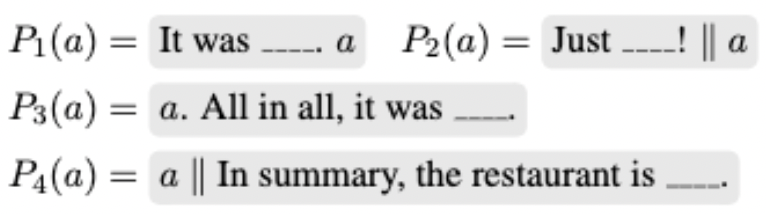 P₁(a) = It was ____. a P₂(a) = Just ____! ‖ a
P₃(a) = a. All in all, it was ____.
P₄(a) = a ‖ In summary, the restaurant is ____.